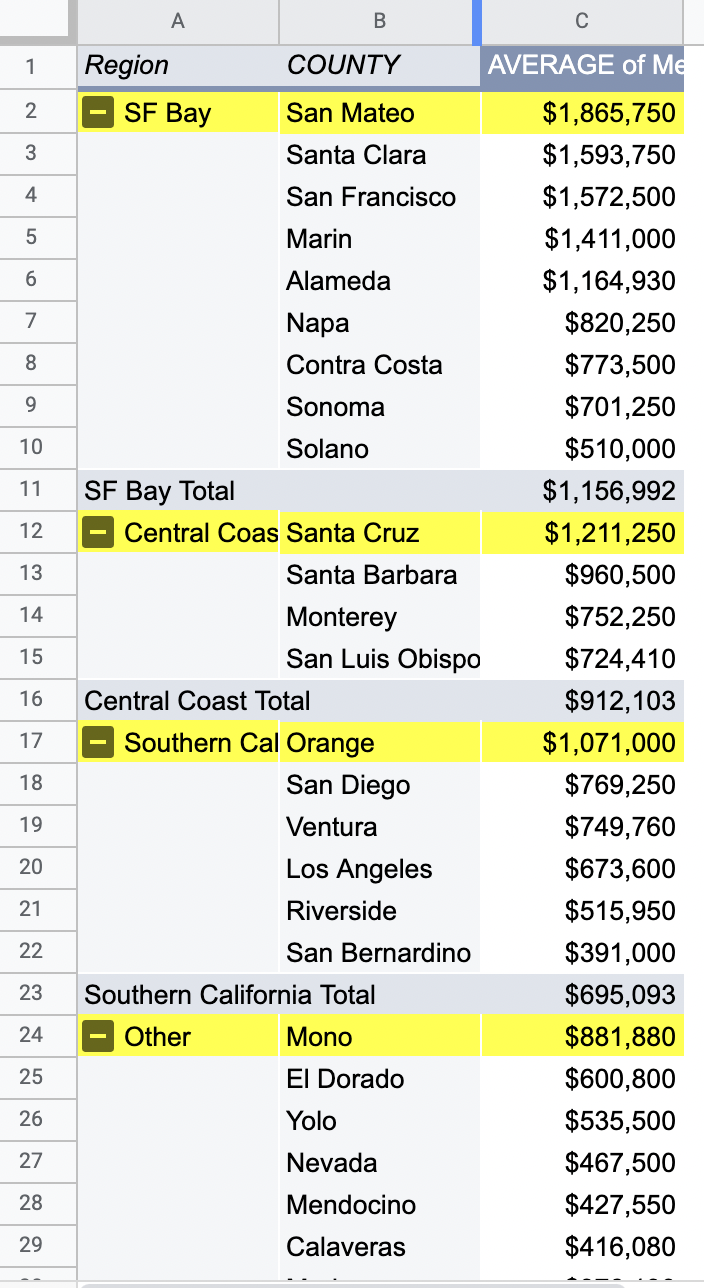 A B C
1 Region COUNTY AVERAGE of Me
2 SF Bay San Mateo $1,865,750
3 Santa Clara $1,593,750
4 San Francisco $1,572,500
5 Marin $1,411,000
6 Alameda $1,164,930
7 Napa $820,250
8 Contra Costa $773,500
9 Sonoma $701,250
10 Solano $510,000
11 SF Bay Total $1,156,992
12 Central Coas Santa Cruz $1,211,250
13 Santa Barbara $960,500
14 Monterey $752,250
15 San Luis Obispo $724,410
16 Central Coast Total $912,103
17 Southern Cal Orange $1,071,000
18 San Diego $769,250
19 Ventura $749,760
20 Los Angeles $673,600
21 Riverside $515,950
22 San Bernardino $391,000
23 Southern California Total $695,093
24 Other Mono $881,880
25 El Dorado $600,800
26 Yolo $535,500
27 Nevada $467,500
28 Mendocino $427,550
29 Calaveras $416,080